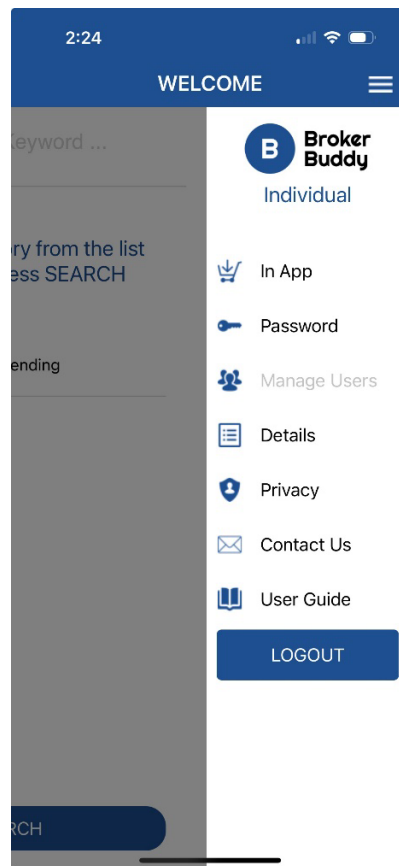 2:24
WELCOME
Keyword ...
B Broker
Buddy
Individual
ry from the list
ess SEARCH
ending
In App
Password
Manage Users
Details
Privacy
Contact Us
User Guide
LOGOUT
RCH